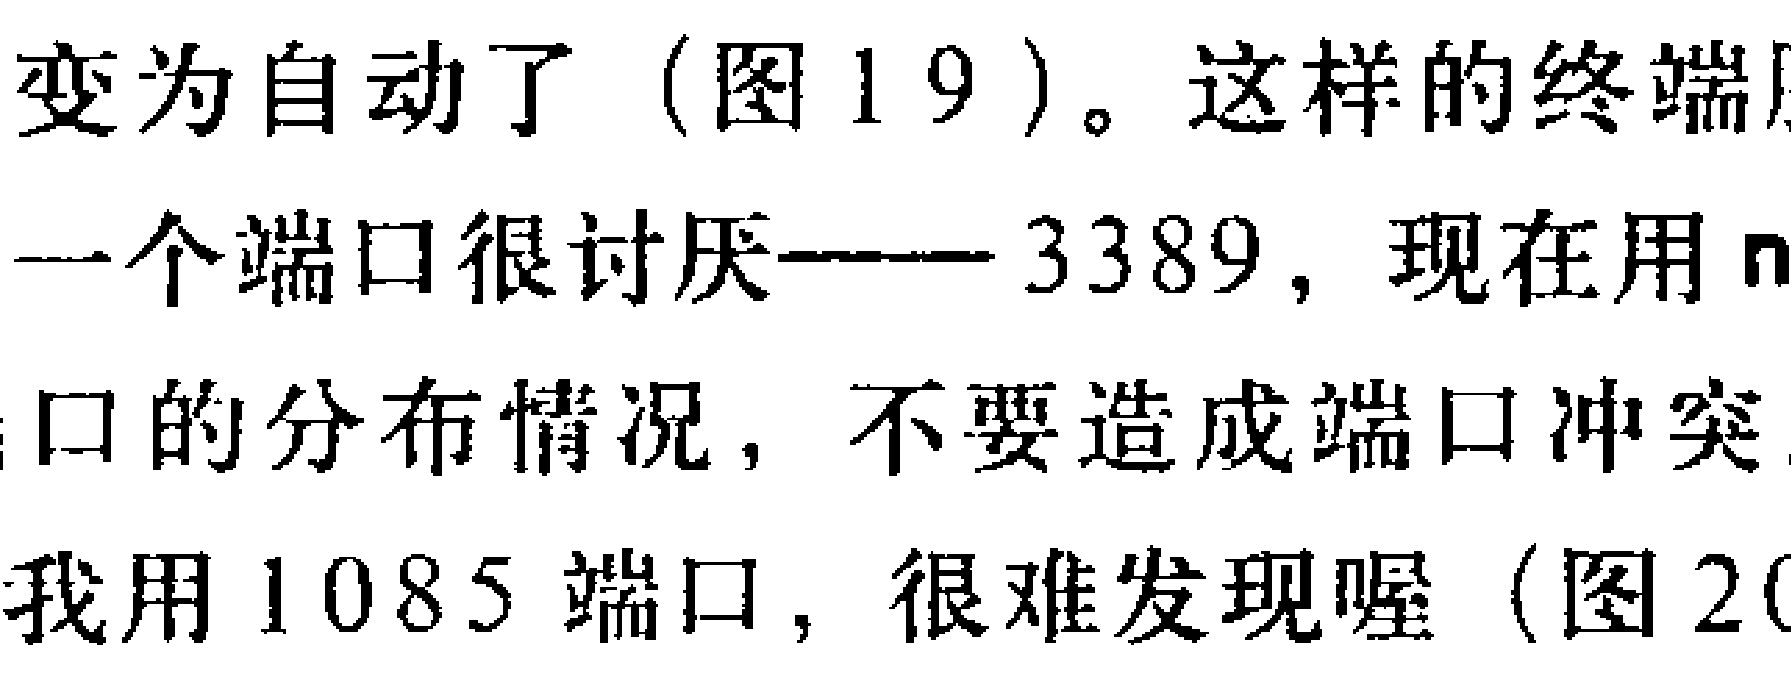 变为自动了（图19）。这样的终端
一个端口很讨厌——3389，现在用n
口的分布情况，不要造成端口冲突
我用1085端口，很难发现喔（图20